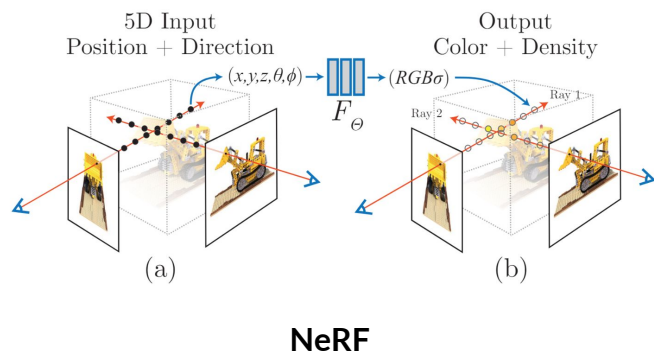 5D Input
Position + Direction
Output
Color + Density
(x,y,z,θ,ϕ)
F_Θ
(RGBσ)
Ray 1
Ray 2
(a)
(b)
NeRF